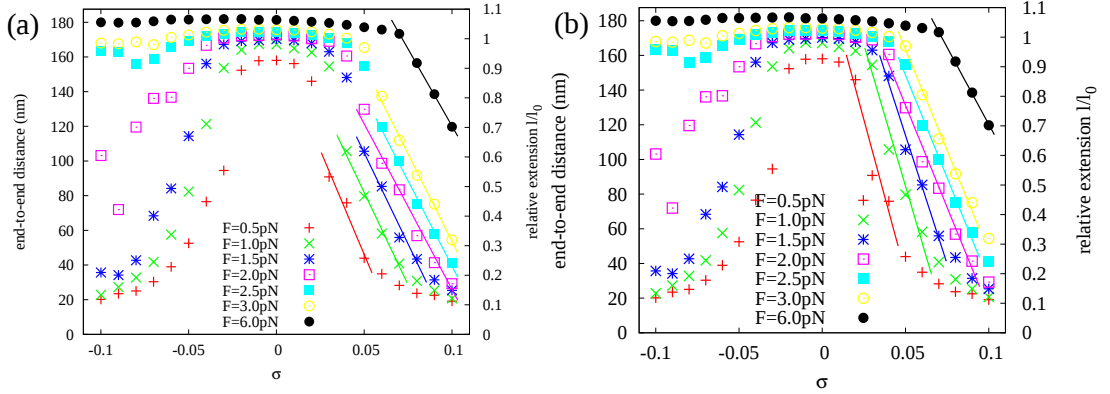 (a)
end-to-end distance (nm)
180
160
140
120
100
80
60
40
20
0
-0.1
-0.05
0
0.05
0.1
σ
relative extension l/l0
1.1
1
0.9
0.8
0.7
0.6
0.5
0.4
0.3
0.2
0.1
0
F=0.5pN
F=1.0pN
F=1.5pN
F=2.0pN
F=2.5pN
F=3.0pN
F=6.0pN
(b)
end-to-end distance (nm)
180
160
140
120
100
80
60
40
20
0
-0.1
-0.05
0
0.05
0.1
σ
relative extension l/l0
1.1
1
0.9
0.8
0.7
0.6
0.5
0.4
0.3
0.2
0.1
0
F=0.5pN
F=1.0pN
F=1.5pN
F=2.0pN
F=2.5pN
F=3.0pN
F=6.0pN